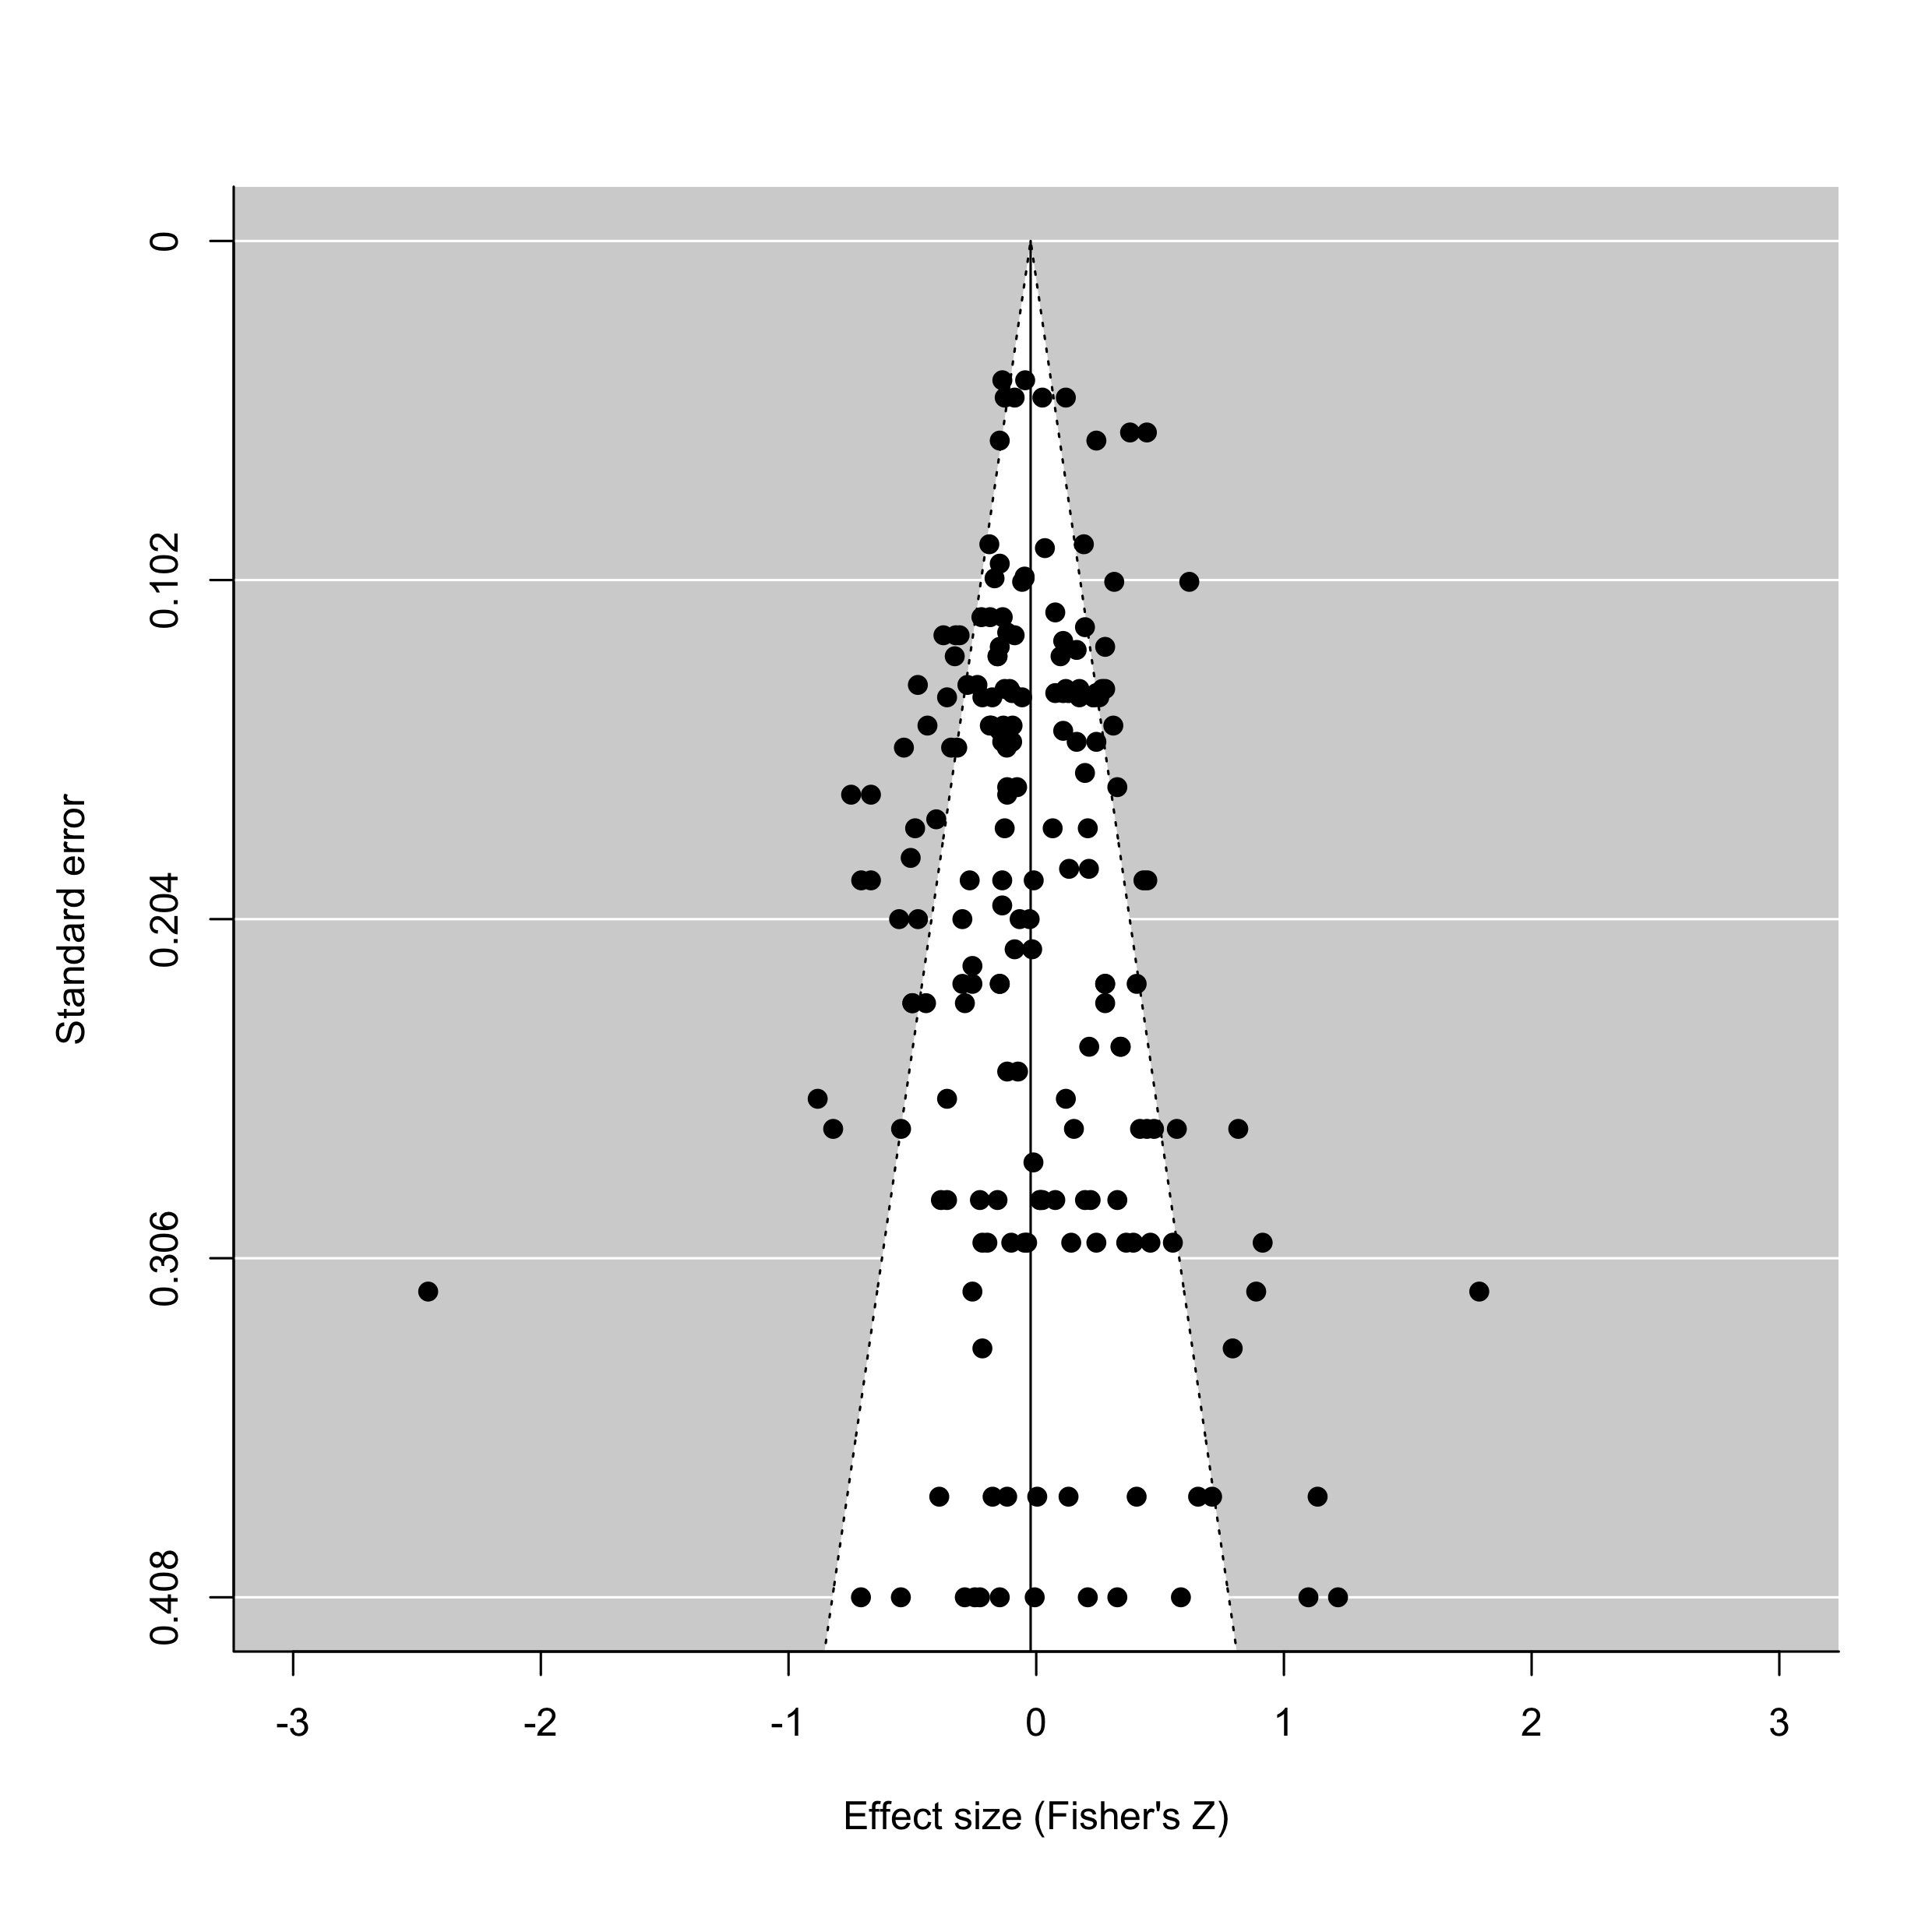 0
0.102
0.204
0.306
0.408
Standard error
-3 -2 -1 0 1 2 3
Effect size (Fisher's Z)